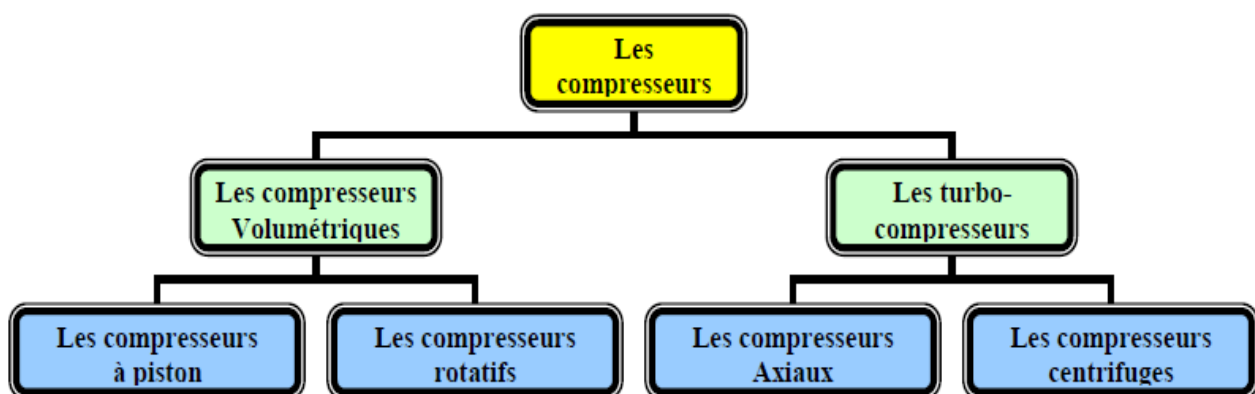 Les
compresseurs
Les compresseurs
Volumétriques
Les turbo-
compresseurs
Les compresseurs
à piston
Les compresseurs
rotatifs
Les compresseurs
Axiaux
Les compresseurs
centrifuges